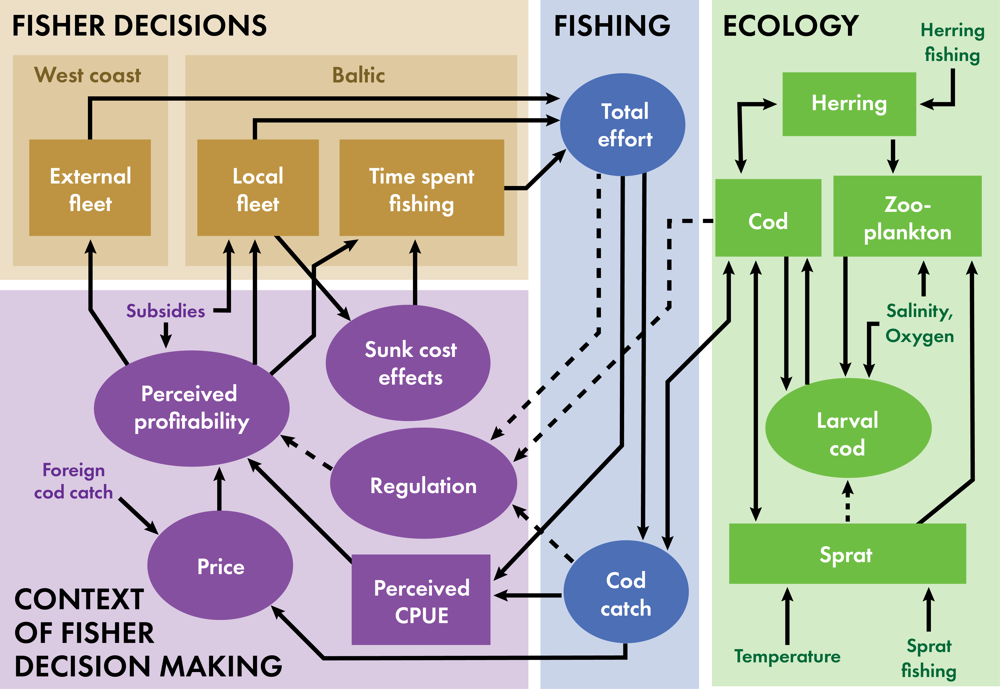 FISHER DECISIONS
West coast
Baltic
External
fleet
Local
fleet
Time spent
fishing
FISHING
Total
effort
Cod
catch
ECOLOGY
Herring
fishing
Herring
Cod
Zoo-
plankton
Salinity,
Oxygen
Larval
cod
Sprat
Temperature
Sprat
fishing
Subsidies
Sunk cost
effects
Perceived
profitability
Foreign
cod catch
Regulation
Price
Perceived
CPUE
CONTEXT
OF FISHER
DECISION MAKING